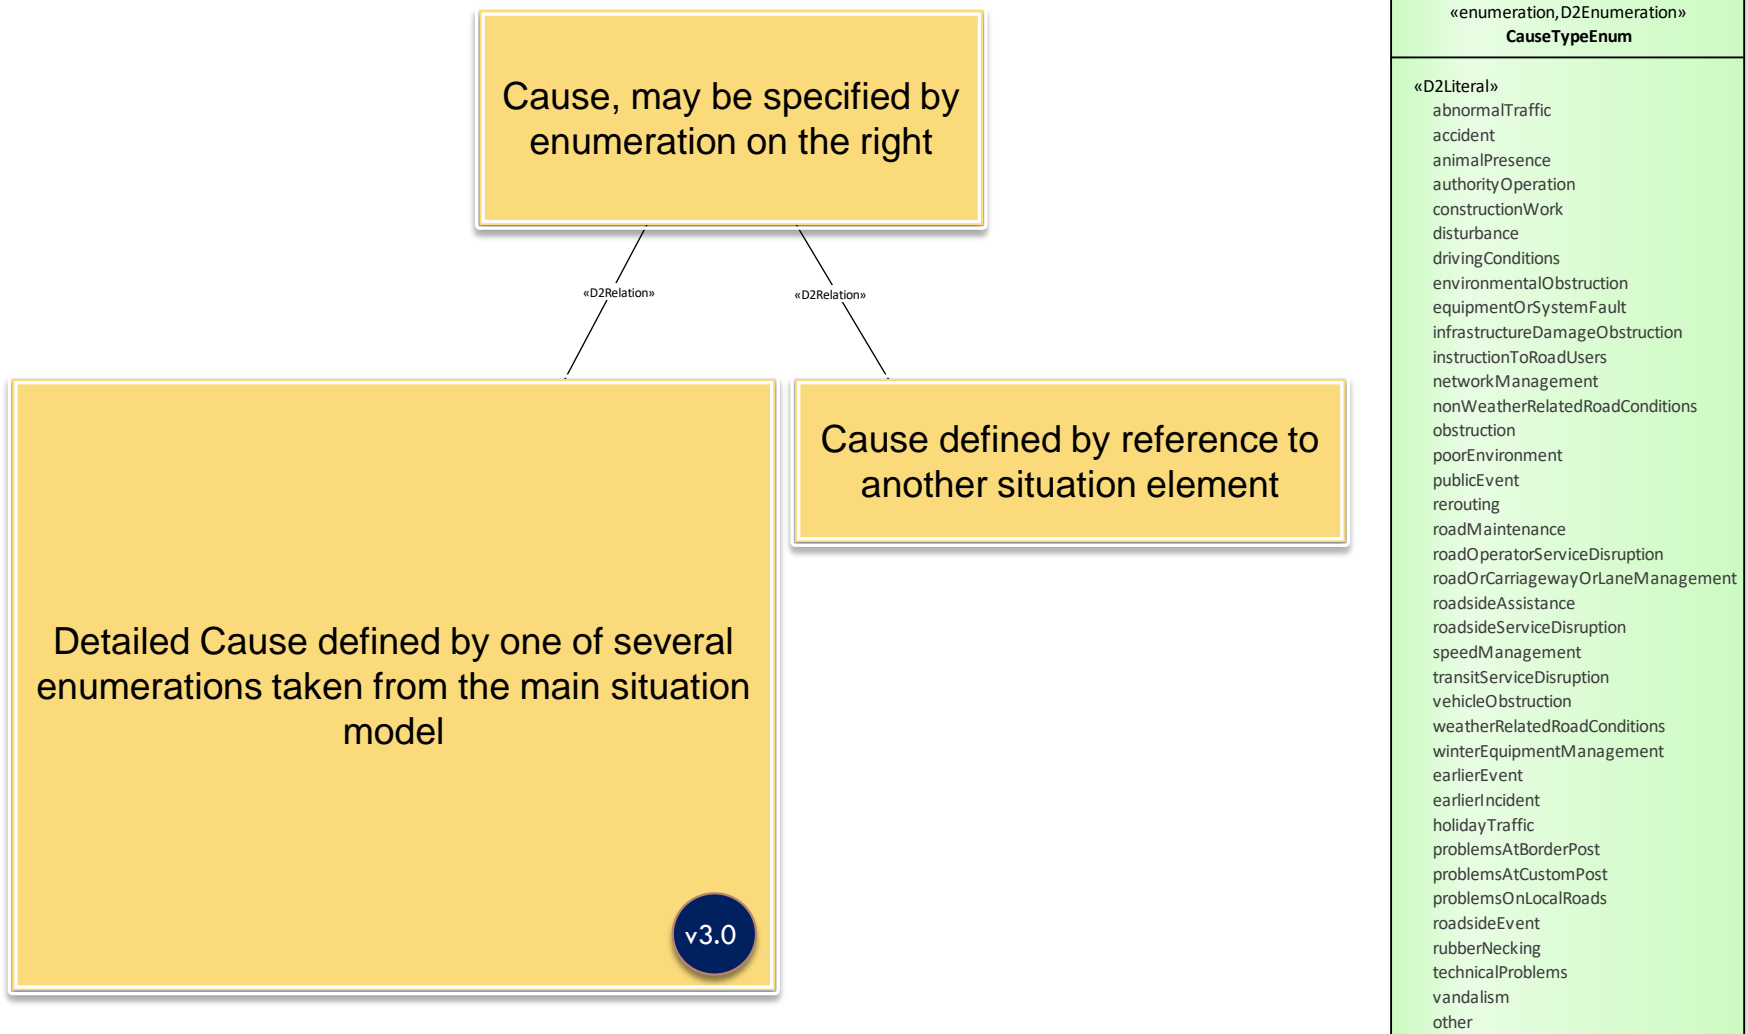 Cause, may be specified by
enumeration on the right
«D2Relation»
«D2Relation»
Detailed Cause defined by one of several
enumerations taken from the main situation
model
v3.0
Cause defined by reference to
another situation element
«enumeration,D2Enumeration»
CauseTypeEnum
«D2Literal»
abnormalTraffic
accident
animalPresence
authorityOperation
constructionWork
disturbance
drivingConditions
environmentalObstruction
equipmentOrSystemFault
infrastructureDamageObstruction
instructionToRoadUsers
networkManagement
nonWeatherRelatedRoadConditions
obstruction
poorEnvironment
publicEvent
rerouting
roadMaintenance
roadOperatorServiceDisruption
roadOrCarriagewayOrLaneManagement
roadsideAssistance
roadsideServiceDisruption
speedManagement
transitServiceDisruption
vehicleObstruction
weatherRelatedRoadConditions
winterEquipmentManagement
earlierEvent
earlierIncident
holidayTraffic
problemsAtBorderPost
problemsAtCustomPost
problemsOnLocalRoads
roadsideEvent
rubberNecking
technicalProblems
vandalism
other